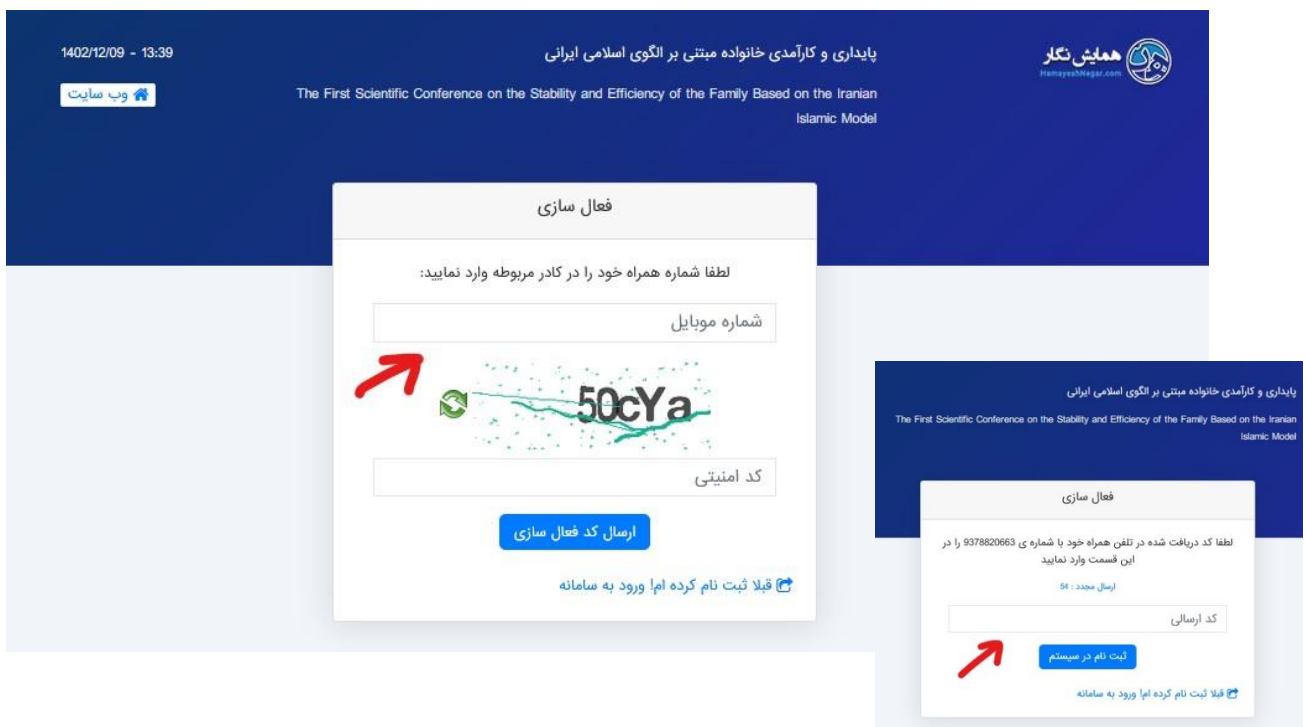 همایش نگار
HamayeshNegar.com
پایداری و کارآمدی خانواده مبتنی بر الگوی اسلامی ایرانی
1402/12/09 - 13:39
The First Scientific Conference on the Stability and Efficiency of the Family Based on the Iranian
Islamic Model
وب سایت
فعال سازی
لطفا شماره همراه خود را در کادر مربوطه وارد نمایید:
شماره موبایل
50cYa
کد امنیتی
ارسال کد فعال سازی
قبلا ثبت نام کرده ام! ورود به سامانه
پایداری و کارآمدی خانواده مبتنی بر الگوی اسلامی ایرانی
The First Scientific Conference on the Stability and Efficiency of the Family Based on the Iranian
Islamic Model
فعال سازی
لطفا کد دریافت شده در تلفن همراه خود با شماره ی 9378820663 را در
این قسمت وارد نمایید
ارسال مجدد : 54
کد ارسالی
ثبت نام در سیستم
قبلا ثبت نام کرده ام! ورود به سامانه